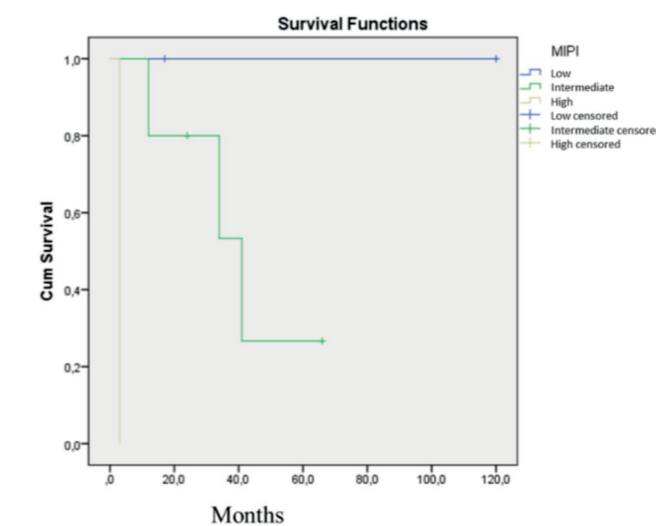 Survival Functions
MIPI
Low
Intermediate
High
Low censored
Intermediate censore
High censored
Cum Survival
1,0
0,8
0,6
0,4
0,2
0,0
,0 20,0 40,0 60,0 80,0 100,0 120,0
Months